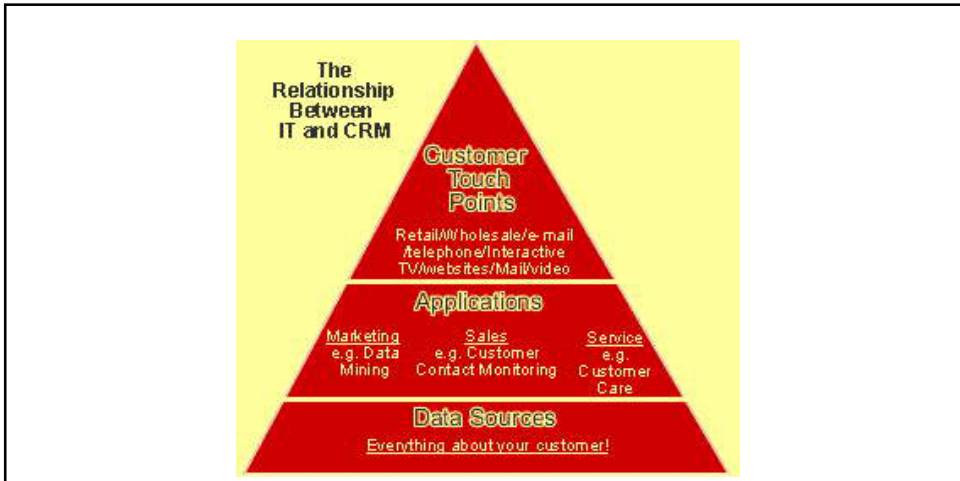 The
Relationship
Between
IT and CRM
Customer
Touch
Points
Retail/Wholesale/e-mail
/telephone/Interactive
TV/websites/Mail/video
Applications
Marketing
e.g. Data
Mining
Sales
e.g. Customer
Contact Monitoring
Service
e.g.
Customer
Care
Data Sources
Everything about your customer!